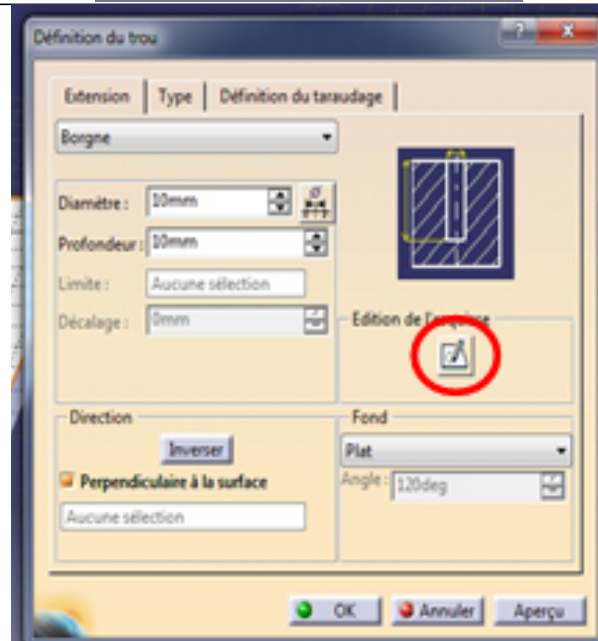 Définition du trou
Extension Type Définition du taraudage
Borgne
Diamètre : 10mm
Profondeur : 10mm
Limite : Aucune sélection
Décalage : 0mm
Edition de l'esquisse
Direction
Inverser
Perpendiculaire à la surface
Aucune sélection
Fond
Plat
Angle : 120deg
OK Annuler Aperçu